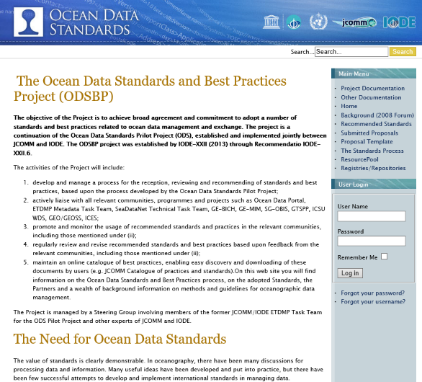 OCEAN DATA
STANDARDS
jcomm
IODE
Search... Search... Search
The Ocean Data Standards and Best Practices
Project (ODSBP)
The objective of the Project is to achieve broad agreement and commitment to adopt a number of
standards and best practices related to ocean data management and exchange. The project is a
continuation of the Ocean Data Standards Pilot Project (ODS), established and implemented jointly between
JCOMM and IODE. The ODSBP project was established by IODE-XXII (2013) through Recommendatio IODE-
XXII.6.
The activities of the Project will include:
1. develop and manage a process for the reception, reviewing and recommending of standards and best
practices, based upon the process developed by the Ocean Data Standards Pilot Project;
2. actively liaise with all relevant communities, programmes and projects such as Ocean Data Portal,
ETDMP Metadata Task Team, SeaDataNet Technical Task Team, GE-BICH, GE-MIM, SG-OBIS, GTSPP, ICSU
WDS, GEO/GEOSS, ICES;
3. promote and monitor the usage of recommended standards and practices in the relevant communities,
including those mentioned under (ii);
4. regularly review and revise recommended standards and best practices based upon feedback from the
relevant communities, including those mentioned under (ii);
5. maintain an online catalogue of best practices, enabling easy discovery and downloading of these
documents by users (e.g. JCOMM Catalogue of practices and standards).On this web site you will find
information on the Ocean Data Standards and Best Practices process, on the adopted Standards, the
Partners and a wealth of background information on methods and guidelines for oceanographic data
management.
The Project is managed by a Steering Group involving members of the former JCOMM/IODE ETDMP Task Team
for the ODS Pilot Project and other experts of JCOMM and IODE.
The Need for Ocean Data Standards
The value of standards is clearly demonstrable. In oceanography, there have been many discussions for
processing data and information. Many useful ideas have been developed and put into practice, but there have
been few successful attempts to develop and implement international standards in managing data.
Main Menu
Project Documentation
Other Documentation
Home
Background (2008 Forum)
Recommended Standards
Submitted Proposals
Proposal Template
The Standards Process
ResourcePool
Registries/Repositories
User Login
User Name
Password
Remember Me
Log in
Forgot your password?
Forgot your username?